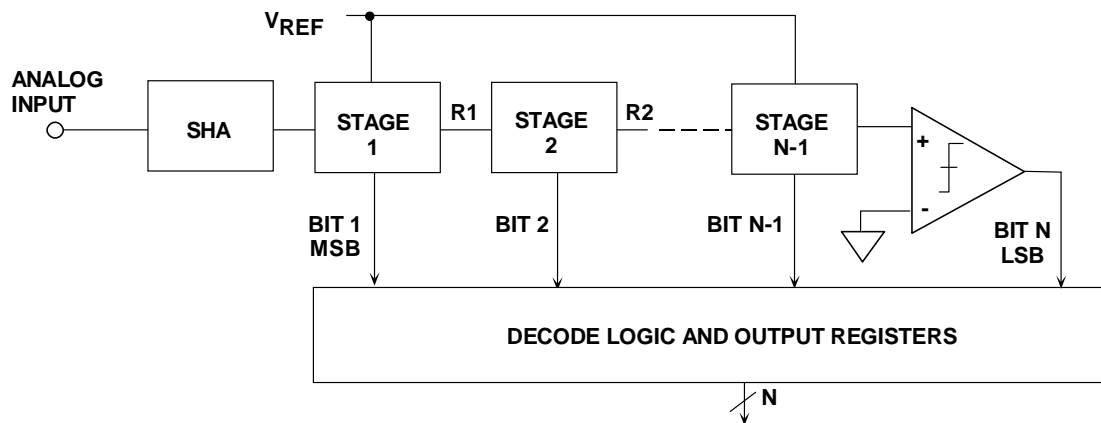 VREF
ANALOG
INPUT
SHA
STAGE
1
R1
STAGE
2
R2
STAGE
N-1
+
-
BIT 1
MSB
BIT 2
BIT N-1
BIT N
LSB
DECODE LOGIC AND OUTPUT REGISTERS
N